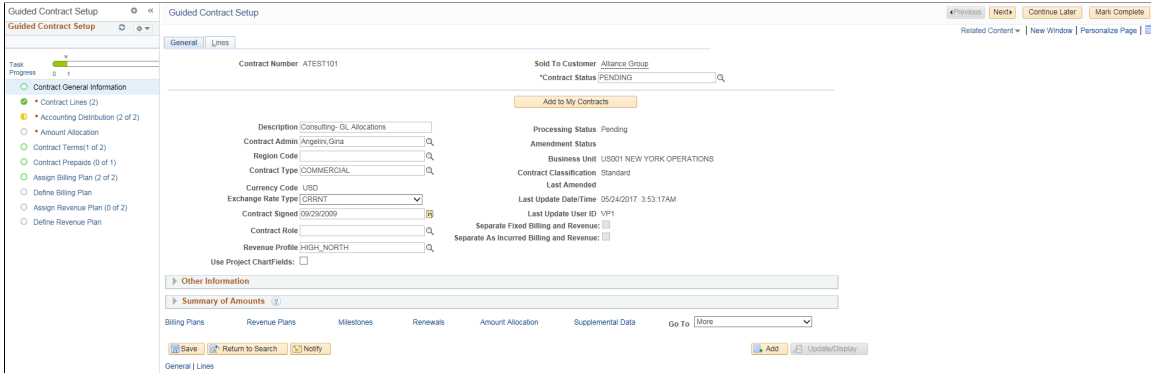 Guided Contract Setup
Guided Contract Setup
Task Progress 0 1
Contract General Information
* Contract Lines (2)
* Accounting Distribution (2 of 2)
* Amount Allocation
Contract Terms(1 of 2)
Contract Prepaids (0 of 1)
Assign Billing Plan (2 of 2)
Define Billing Plan
Assign Revenue Plan (0 of 2)
Define Revenue Plan
Guided Contract Setup
Previous Next Continue Later Mark Complete
Related Content | New Window | Personalize Page |
General Lines
Contract Number ATEST101 Sold To Customer Alliance Group
*Contract Status PENDING
Add to My Contracts
Description Consulting- GL Allocations Processing Status Pending
Contract Admin Angelini,Gina Amendment Status
Region Code Business Unit US001 NEW YORK OPERATIONS
Contract Type COMMERCIAL Contract Classification Standard
Currency Code USD Last Amended
Exchange Rate Type CRRNT Last Update Date/Time 05/24/2017 3:53:17AM
Contract Signed 09/29/2009 Last Update User ID VP1
Contract Role Separate Fixed Billing and Revenue:
Separate As Incurred Billing and Revenue:
Revenue Profile HIGH_NORTH
Use Project ChartFields:
Other Information
Summary of Amounts ?
Billing Plans Revenue Plans Milestones Renewals Amount Allocation Supplemental Data Go To More
Save Return to Search Notify Add Update/Display
General | Lines